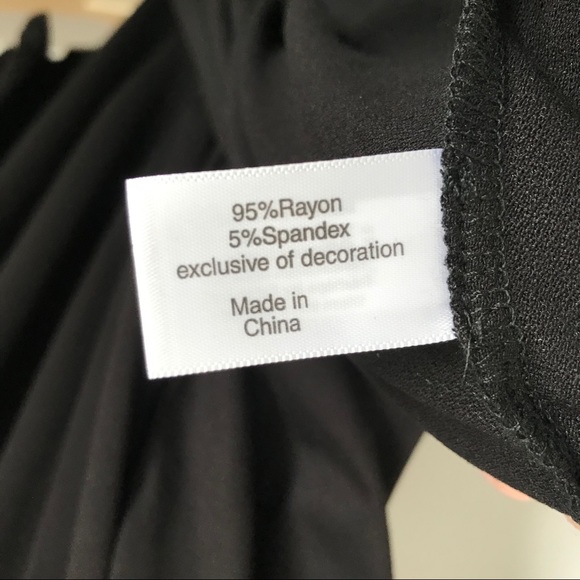 95%Rayon
5%Spandex
exclusive of decoration
Made in
China